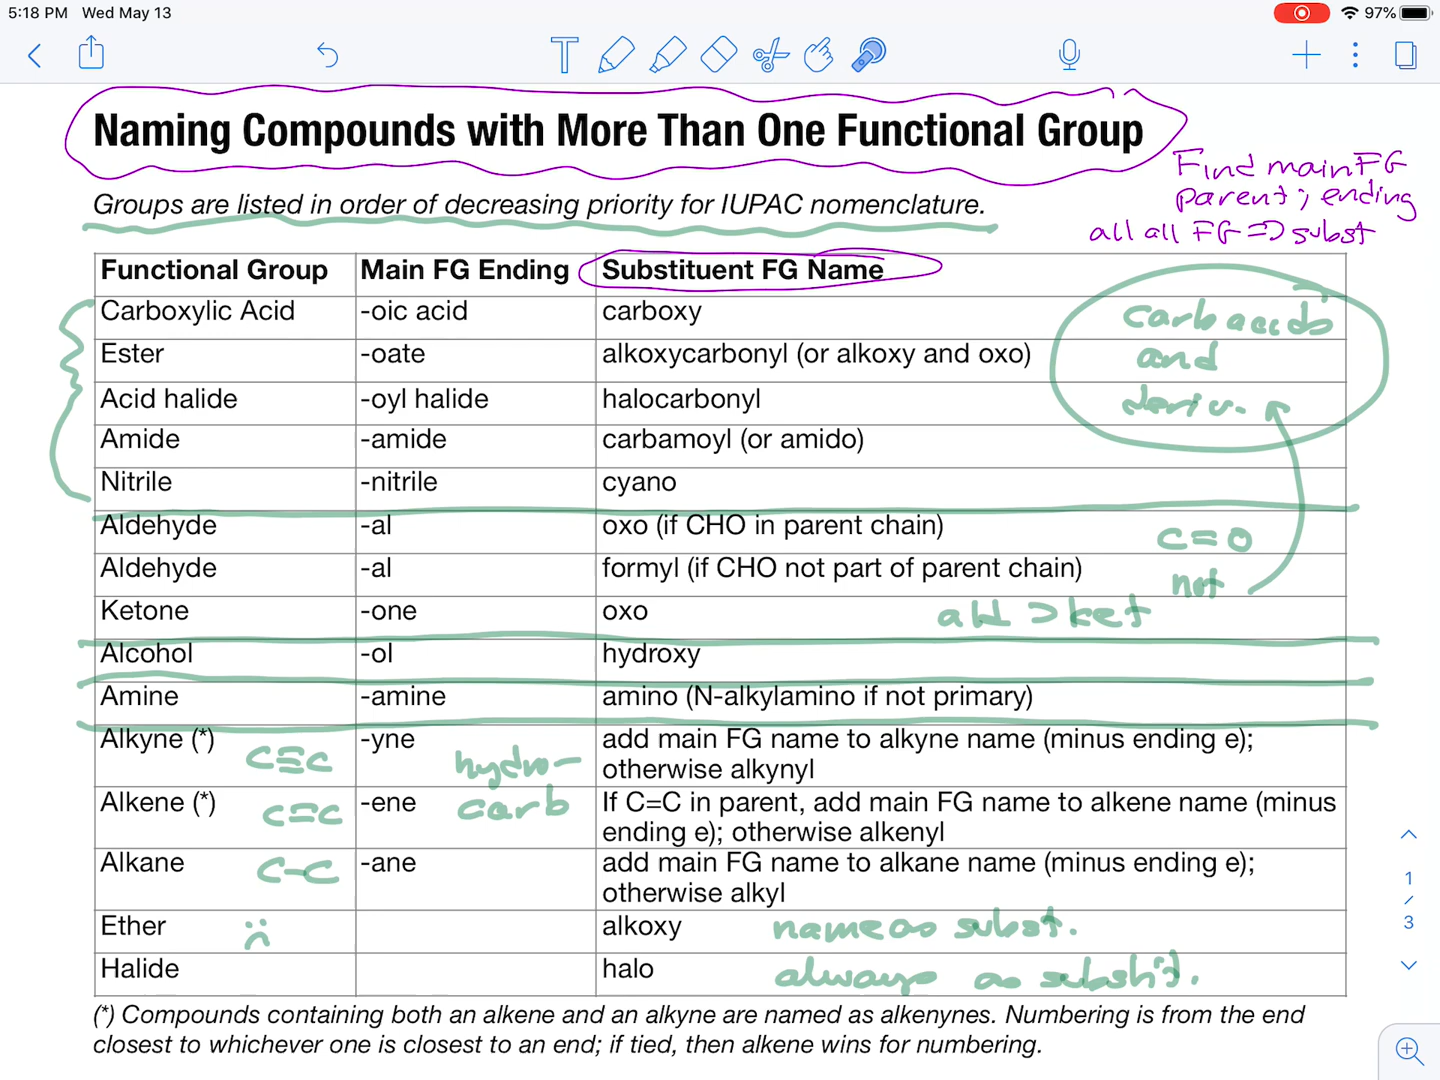 5:18 PM Wed May 13
97%
Naming Compounds with More Than One Functional Group
Find main FG
parent; ending
all all FG => subst
Groups are listed in order of decreasing priority for IUPAC nomenclature.
Functional Group Main FG Ending Substituent FG Name
Carboxylic Acid -oic acid carboxy
Ester -oate alkoxycarbonyl (or alkoxy and oxo)
Acid halide -oyl halide halocarbonyl
Amide -amide carbamoyl (or amido)
Nitrile -nitrile cyano
carb acids
and
deriv.
Aldehyde -al oxo (if CHO in parent chain)
Aldehyde -al formyl (if CHO not part of parent chain)
Ketone -one oxo
C=O
not
ald > ket
Alcohol -ol hydroxy
Amine -amine amino (N-alkylamino if not primary)
Alkyne (*) C≡C -yne add main FG name to alkyne name (minus ending e);
otherwise alkynyl
hydro-
carb
Alkene (*) C=C -ene If C=C in parent, add main FG name to alkene name (minus
ending e); otherwise alkenyl
Alkane C-C -ane add main FG name to alkane name (minus ending e);
otherwise alkyl
Ether alkoxy name as subst.
Halide halo always as substit.
(*) Compounds containing both an alkene and an alkyne are named as alkenynes. Numbering is from the end
closest to whichever one is closest to an end; if tied, then alkene wins for numbering.
1
/
3